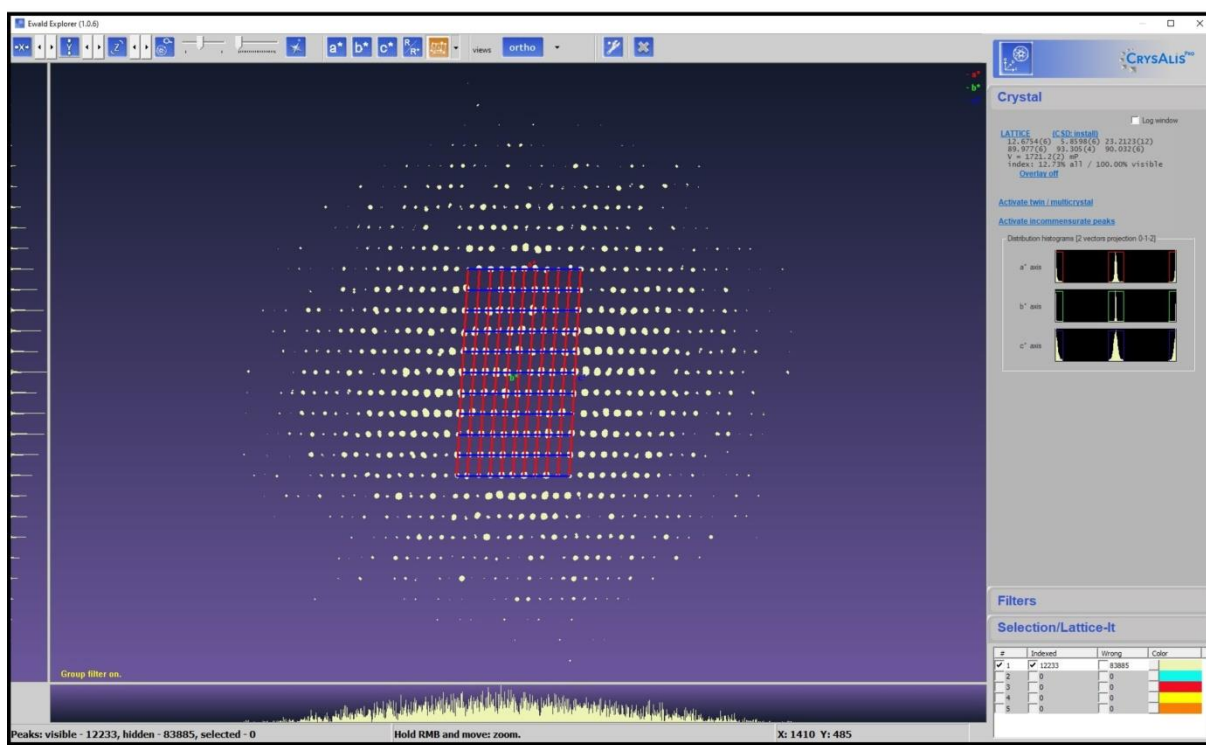 Ewald Explorer (1.0.6)
X Y Z a* b* c* R/R* views ortho
CRYSALIS Pro
- a*
- b*
Crystal
Log window
LATTICE (CSD: install)
12.6754(6) 5.8598(6) 23.2123(12)
89.977(6) 93.305(4) 90.032(6)
V = 1721.2(2) mP
index: 12.73% all / 100.00% visible
Overlay off
Activate twin / multicrystal
Activate incommensurate peaks
Distribution histograms [2 vectors projection 0-1-2]
a* axis
b* axis
c* axis
b*
Filters
Selection/Lattice-It
# Indexed Wrong Color
1 12233 83885
2 0 0
3 0 0
4 0 0
5 0 0
Group filter on.
Peaks: visible - 12233, hidden - 83885, selected - 0 Hold RMB and move: zoom. X: 1410 Y: 485